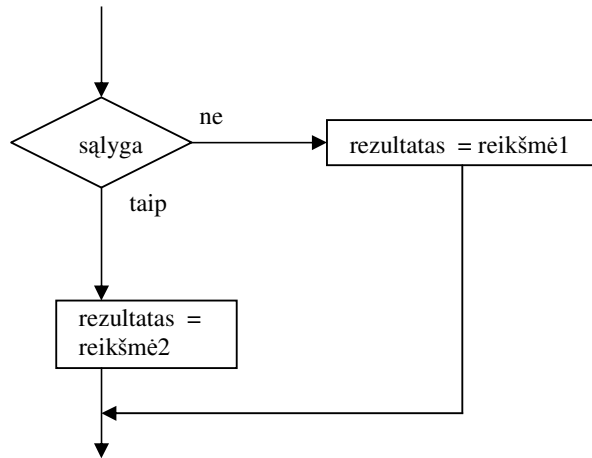 ne
sąlyga
rezultatas = reikšmė1
taip
rezultatas =
reikšmė2